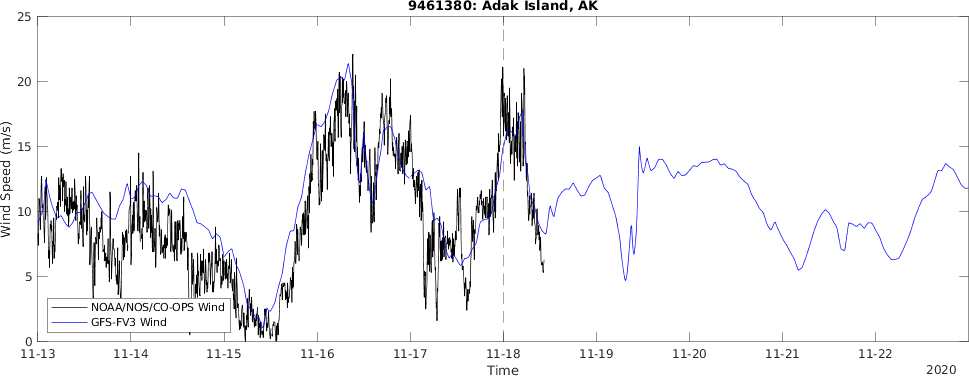 9461380: Adak Island, AK
25
20
15
10
5
0
Wind Speed (m/s)
NOAA/NOS/CO-OPS Wind
GFS-FV3 Wind
11-13 11-14 11-15 11-16 11-17 11-18 11-19 11-20 11-21 11-22
Time
2020